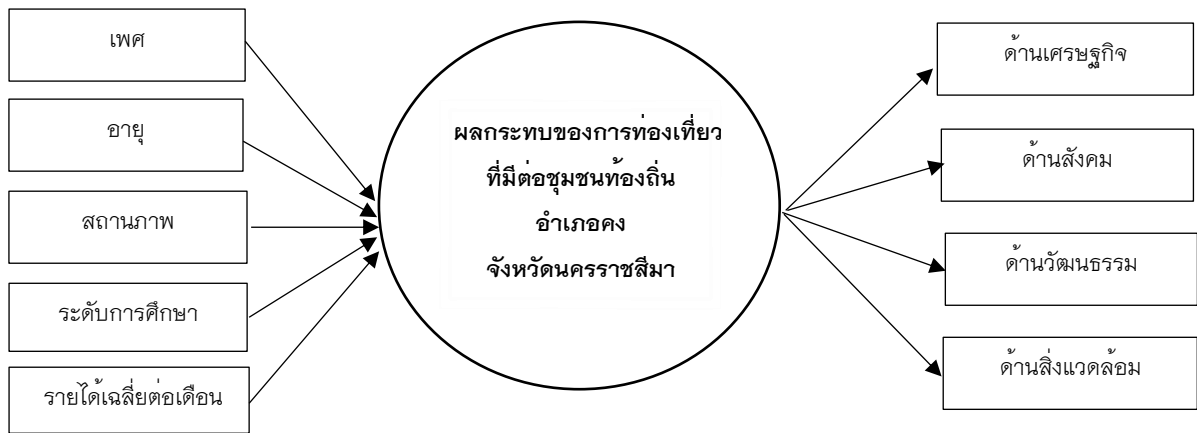 เพศ
อายุ
สถานภาพ
ระดับการศึกษา
รายได้เฉลี่ยต่อเดือน
ผลกระทบของการท่องเที่ยว
ที่มีต่อชุมชนท้องถิ่น
อำเภอคง
จังหวัดนครราชสีมา
ด้านเศรษฐกิจ
ด้านสังคม
ด้านวัฒนธรรม
ด้านสิ่งแวดล้อม